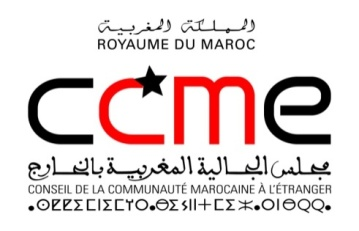 المملكة المغربية
ROYAUME DU MAROC
ccme
مجلس الجالية المغربية بالخارج
CONSEIL DE LA COMMUNAUTÉ MAROCAINE À L'ÉTRANGER